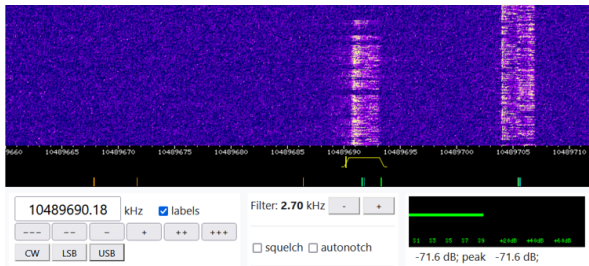 9660 10489665 10489670 10489675 10489680 10489685 10489690 10489695 10489700 10489705 10489710
10489690.18 kHz labels
--- -- - + ++ +++
CW LSB USB
Filter: 2.70 kHz - +
squelch autonotch
S1 S3 S5 S7 S9 +20dB +40dB +60dB
-71.6 dB; peak -71.6 dB;